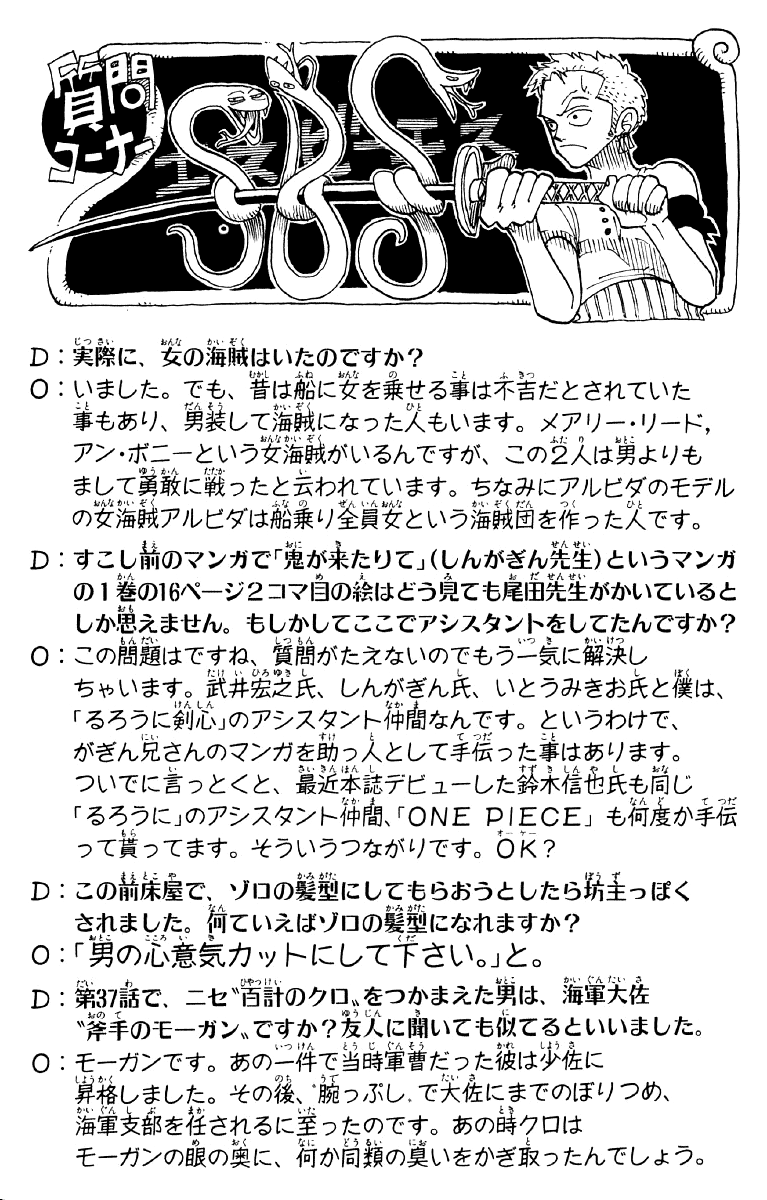 質問
コーナー
SBS
D：実際に、女の海賊はいたのですか？
O：いました。でも、昔は船に女を乗せる事は不吉だとされていた
事もあり、男装して海賊になった人もいます。メアリー・リード，
アン・ボニーという女海賊がいるんですが、この2人は男よりも
まして勇敢に戦ったと云われています。ちなみにアルビダのモデル
の女海賊アルビダは船乗り全員女という海賊団を作った人です。
D：すこし前のマンガで「鬼が来たりて」(しんがぎん先生)というマンガ
の1巻の16ページ2コマ目の絵はどう見ても尾田先生がかいていると
しか思えません。もしかしてここでアシスタントをしてたんですか？
O：この問題はですね、質問がたえないのでもう一気に解決し
ちゃいます。武井宏之氏、しんがぎん氏、いとうみきお氏と僕は、
「るろうに剣心」のアシスタント仲間なんです。というわけで、
がぎん兄さんのマンガを助っ人として手伝った事はあります。
ついでに言っとくと、最近本誌デビューした鈴木信也氏も同じ
「るろうに」のアシスタント仲間、「ONE PIECE」も何度か手伝
って貰ってます。そういうつながりです。OK？
D：この前床屋で、ゾロの髪型にしてもらおうとしたら坊主っぽく
されました。何ていえばゾロの髪型になれますか？
O：「男の心意気カットにして下さい。」と。
D：第37話で、ニセ〝百計のクロ〟をつかまえた男は、海軍大佐
〝斧手のモーガン〟ですか？友人に聞いても似てるといいました。
O：モーガンです。あの一件で当時軍曹だった彼は少佐に
昇格しました。その後、〝腕っぷし〟で大佐にまでのぼりつめ、
海軍支部を任されるに至ったのです。あの時クロは
モーガンの眼の奥に、何か同類の臭いをかぎ取ったんでしょう。